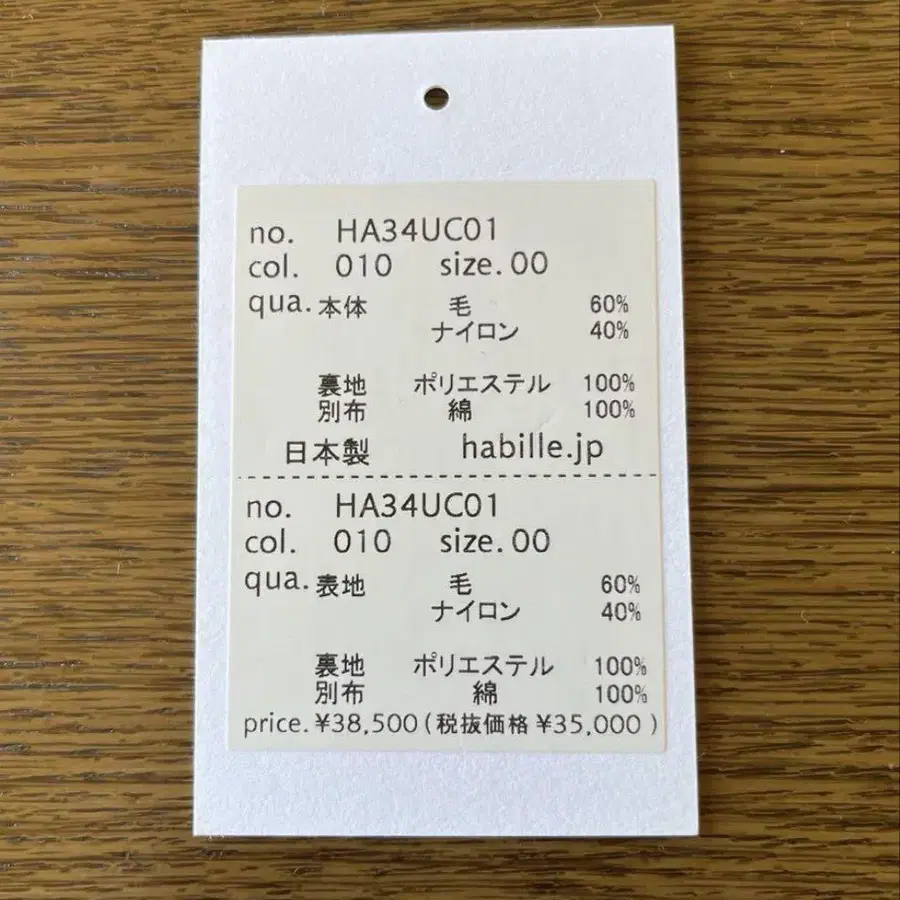 no. HA34UC01
col. 010 size. 00
qua. 本体 毛 60%
ナイロン 40%
裏地 ポリエステル 100%
別布 綿 100%
日本製 habille.jp
no. HA34UC01
col. 010 size. 00
qua. 表地 毛 60%
ナイロン 40%
裏地 ポリエステル 100%
別布 綿 100%
price. ¥38,500 (税抜価格 ¥35,000 )